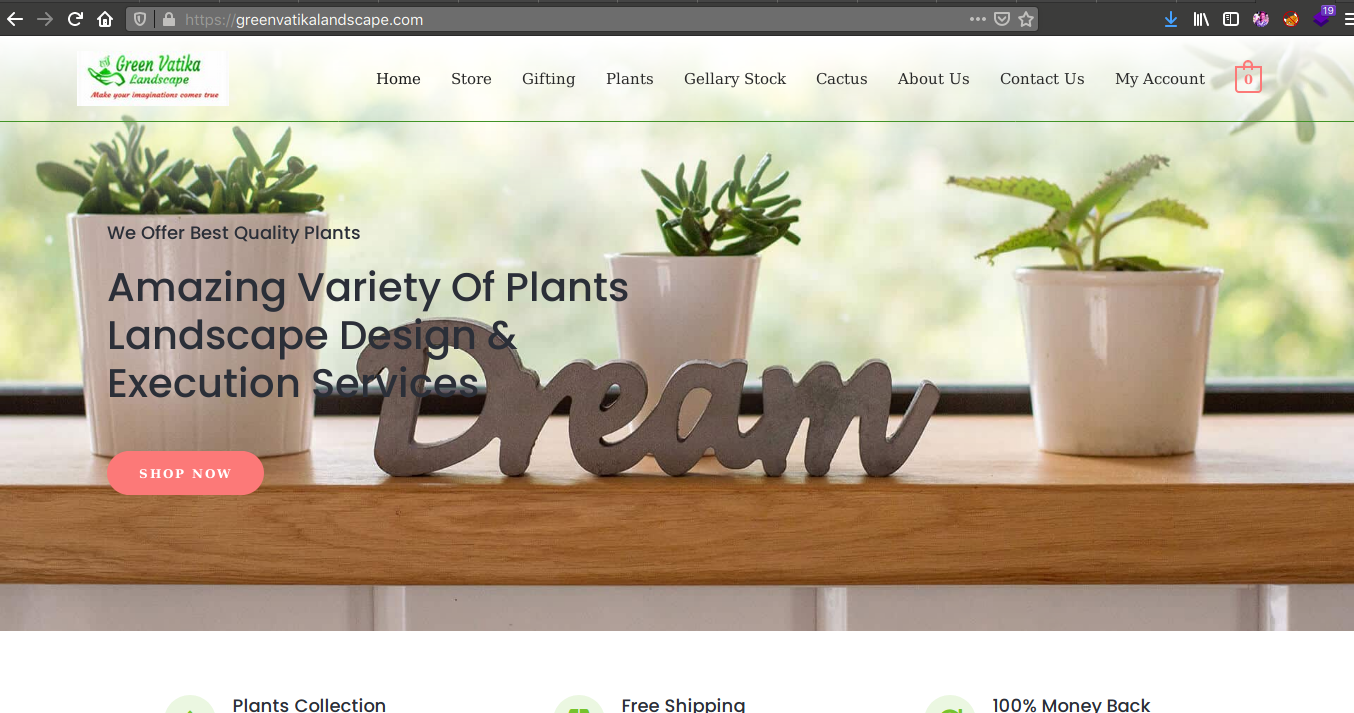 https://greenvatikalandscape.com
19
Green Vatika
Landscape
Make your imaginations comes true
Home Store Gifting Plants Gellary Stock Cactus About Us Contact Us My Account 0
We Offer Best Quality Plants
Amazing Variety Of Plants
Landscape Design &
Execution Services
Dream
SHOP NOW
Plants Collection Free Shipping 100% Money Back